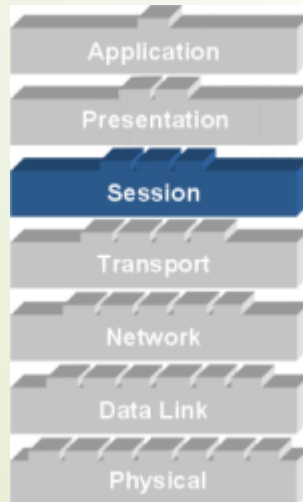 Application
Presentation
Session
Transport
Network
Data Link
Physical